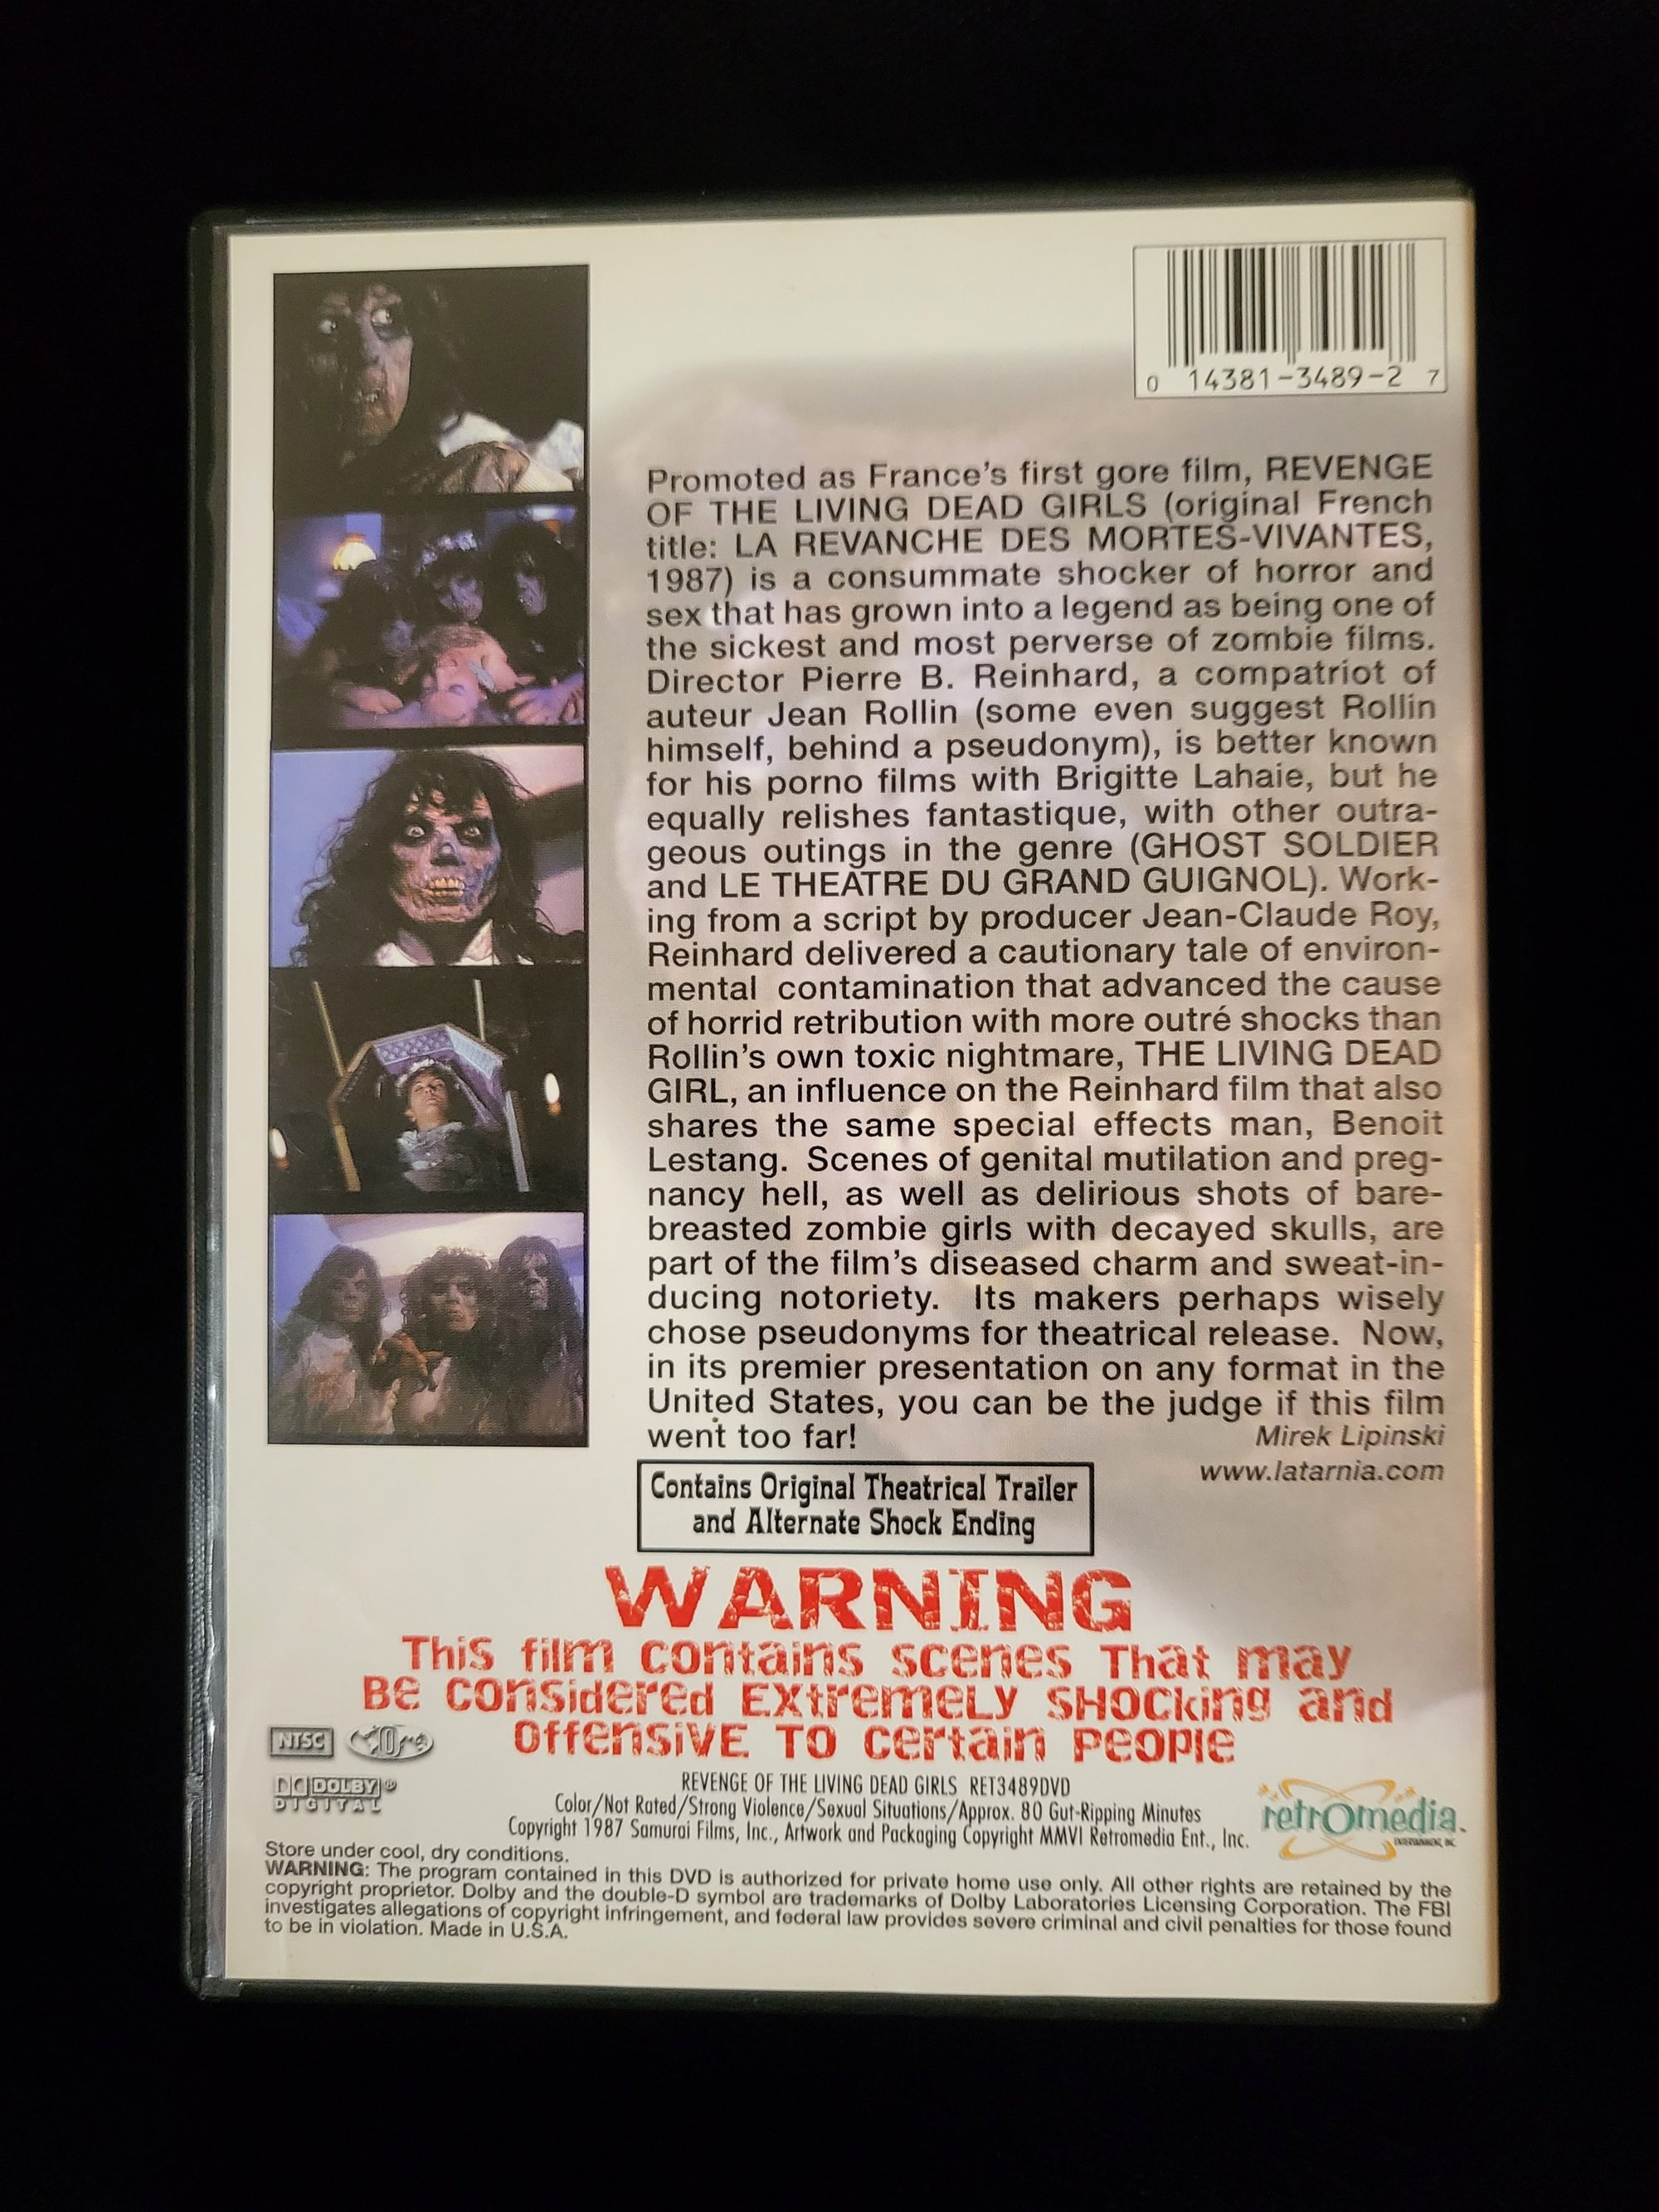 0 14381-3489-2 7
Promoted as France's first gore film, REVENGE
OF THE LIVING DEAD GIRLS (original French
title: LA REVANCHE DES MORTES-VIVANTES,
1987) is a consummate shocker of horror and
sex that has grown into a legend as being one of
the sickest and most perverse of zombie films.
Director Pierre B. Reinhard, a compatriot of
auteur Jean Rollin (some even suggest Rollin
himself, behind a pseudonym), is better known
for his porno films with Brigitte Lahaie, but he
equally relishes fantastique, with other outra-
geous outings in the genre (GHOST SOLDIER
and LE THEATRE DU GRAND GUIGNOL). Work-
ing from a script by producer Jean-Claude Roy,
Reinhard delivered a cautionary tale of environ-
mental contamination that advanced the cause
of horrid retribution with more outré shocks than
Rollin's own toxic nightmare, THE LIVING DEAD
GIRL, an influence on the Reinhard film that also
shares the same special effects man, Benoit
Lestang. Scenes of genital mutilation and preg-
nancy hell, as well as delirious shots of bare-
breasted zombie girls with decayed skulls, are
part of the film's diseased charm and sweat-in-
ducing notoriety. Its makers perhaps wisely
chose pseudonyms for theatrical release. Now,
in its premier presentation on any format in the
United States, you can be the judge if this film
went too far!
Mirek Lipinski
www.latarnia.com
Contains Original Theatrical Trailer
and Alternate Shock Ending
WARNING
This film contains scenes That may
Be considered Extremely SHOCKing and
Offensive To certain People
NTSC
DOLBY®
DIGITAL
REVENGE OF THE LIVING DEAD GIRLS RET3489DVD
Color/Not Rated/Strong Violence/Sexual Situations/Approx. 80 Gut-Ripping Minutes
Copyright 1987 Samurai Films, Inc., Artwork and Packaging Copyright MMVI Retromedia Ent., Inc.
retrOmedia
ENTERTAINMENT, INC.
Store under cool, dry conditions.
WARNING: The program contained in this DVD is authorized for private home use only. All other rights are retained by the
copyright proprietor. Dolby and the double-D symbol are trademarks of Dolby Laboratories Licensing Corporation. The FBI
investigates allegations of copyright infringement, and federal law provides severe criminal and civil penalties for those found
to be in violation. Made in U.S.A.